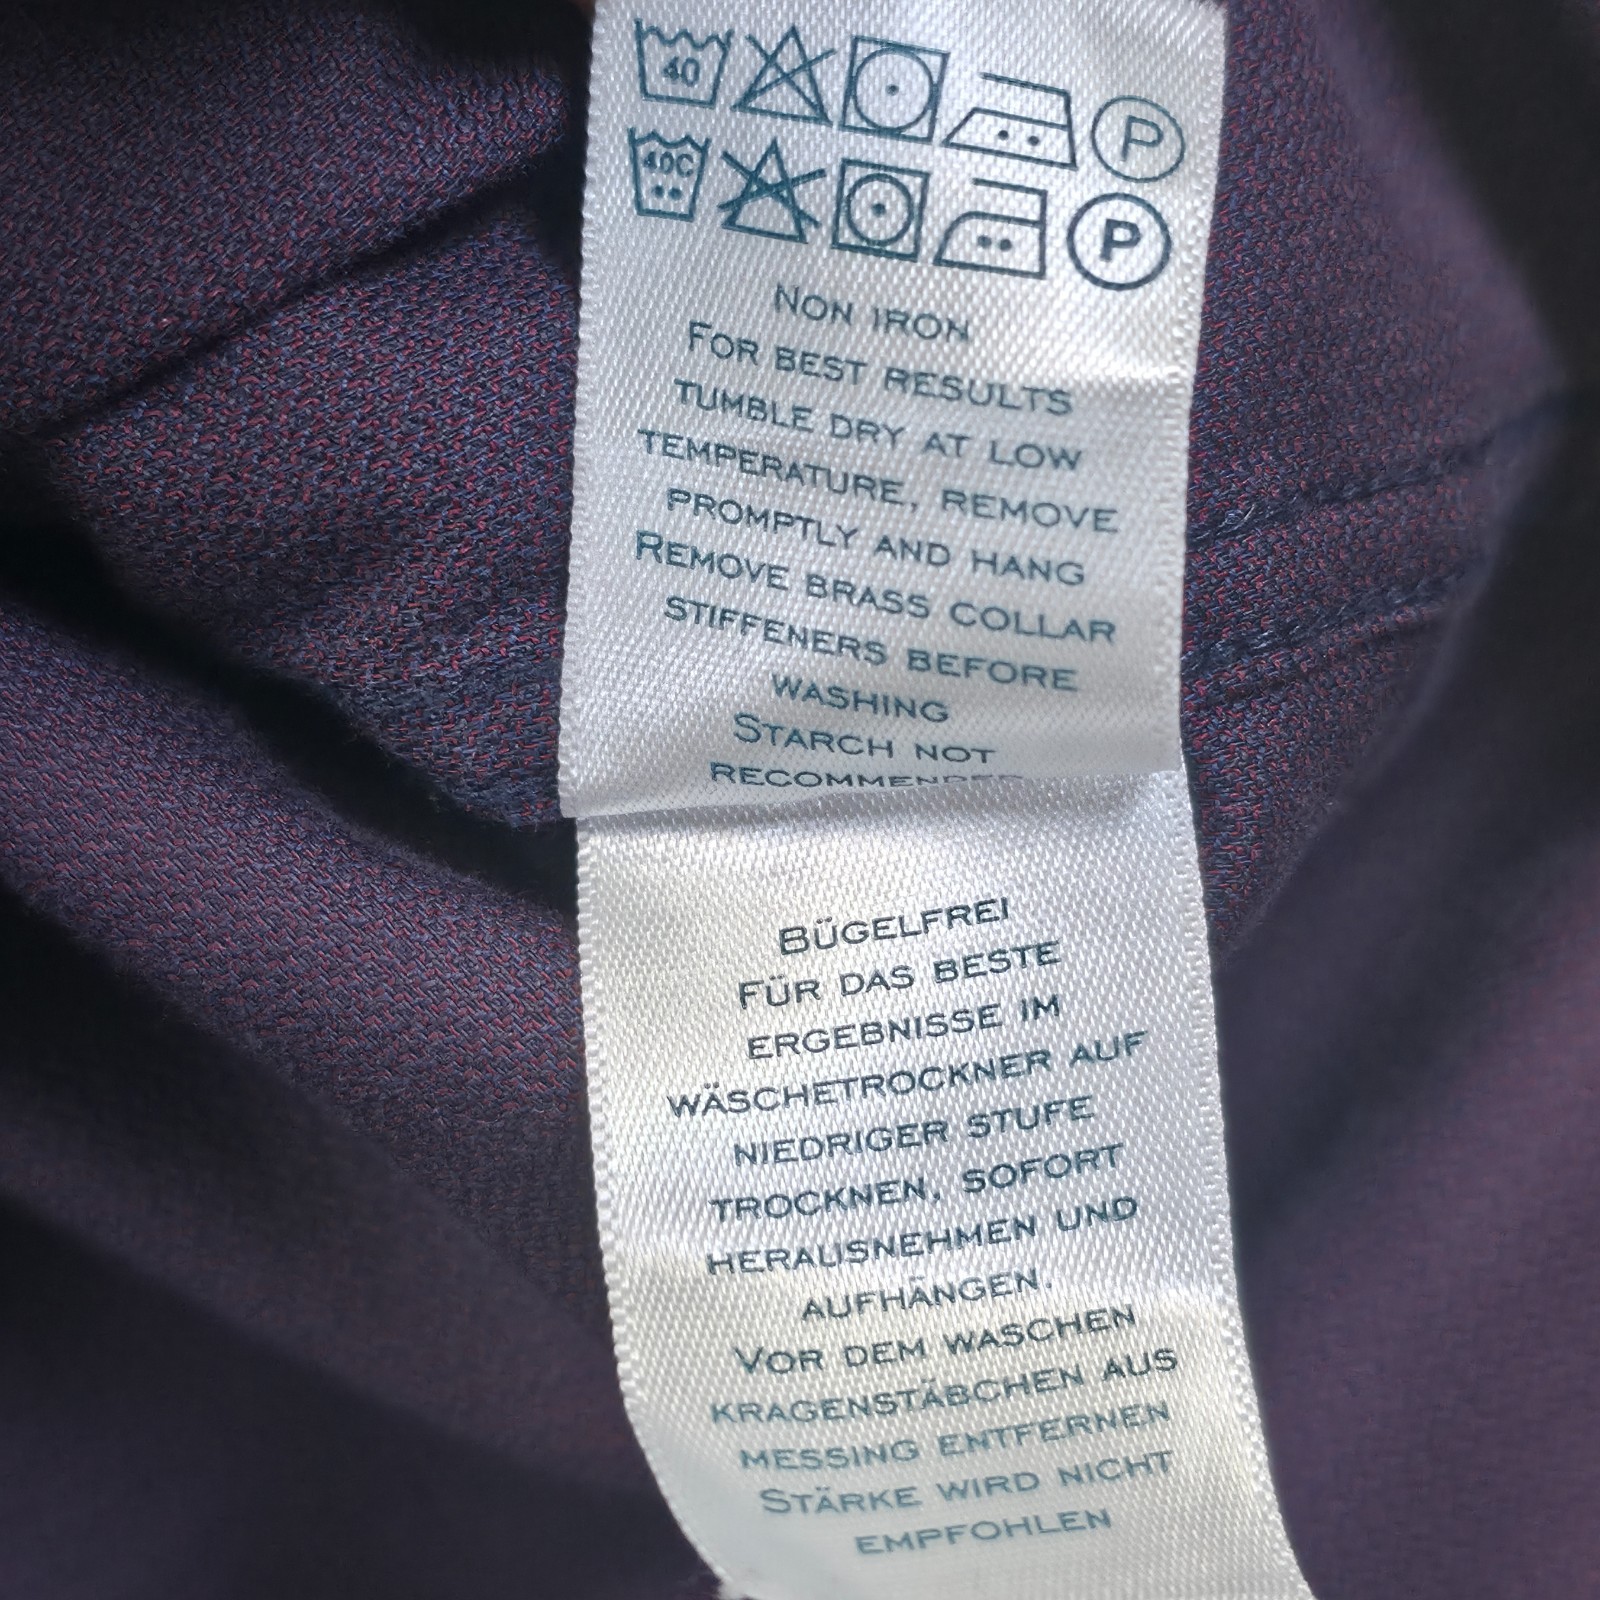 40 P
40C P
NON IRON
FOR BEST RESULTS
TUMBLE DRY AT LOW
TEMPERATURE, REMOVE
PROMPTLY AND HANG
REMOVE BRASS COLLAR
STIFFENERS BEFORE
WASHING
STARCH NOT
RECOMMENDED
BÜGELFREI
FÜR DAS BESTE
ERGEBNISSE IM
WÄSCHETROCKNER AUF
NIEDRIGER STUFE
TROCKNEN, SOFORT
HERAUSNEHMEN UND
AUFHÄNGEN.
VOR DEM WASCHEN
KRAGENSTÄBCHEN AUS
MESSING ENTFERNEN
STÄRKE WIRD NICHT
EMPFOHLEN